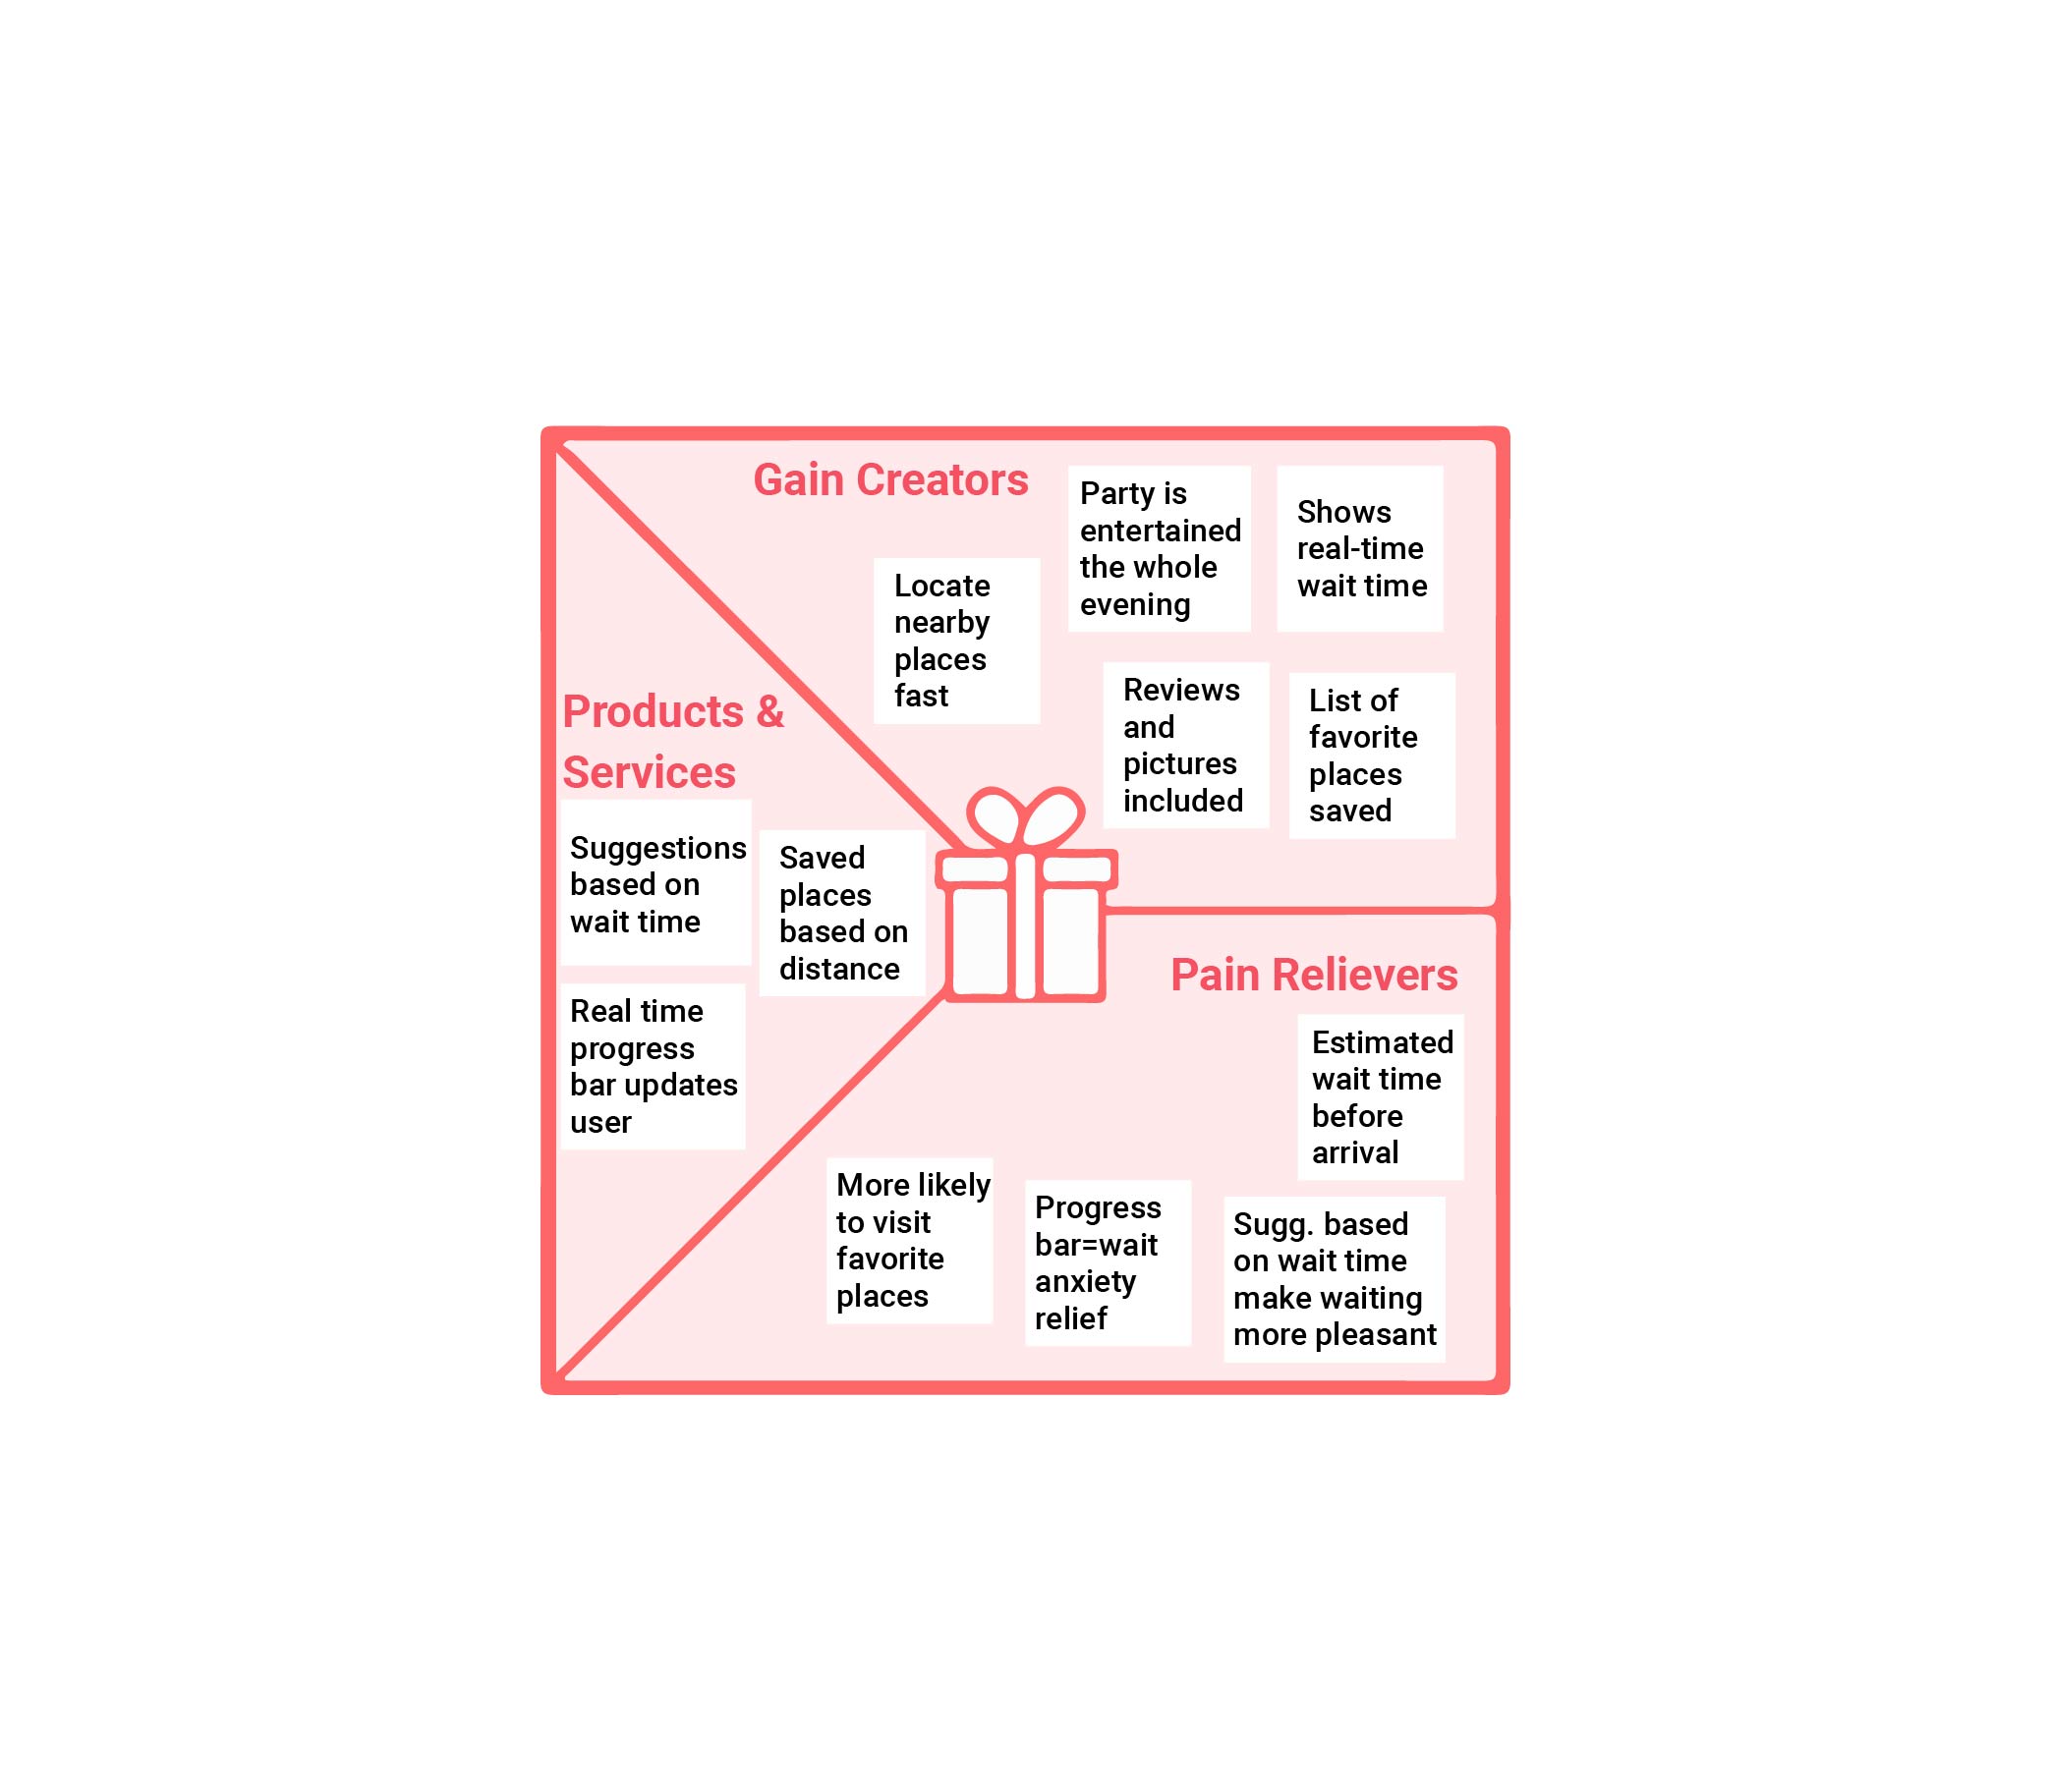 Gain Creators
Party is
entertained
the whole
evening
Shows
real-time
wait time
Locate
nearby
places
fast
Reviews
and
pictures
included
List of
favorite
places
saved
Products &
Services
Suggestions
based on
wait time
Saved
places
based on
distance
Real time
progress
bar updates
user
Pain Relievers
Estimated
wait time
before
arrival
More likely
to visit
favorite
places
Progress
bar=wait
anxiety
relief
Sugg. based
on wait time
make waiting
more pleasant